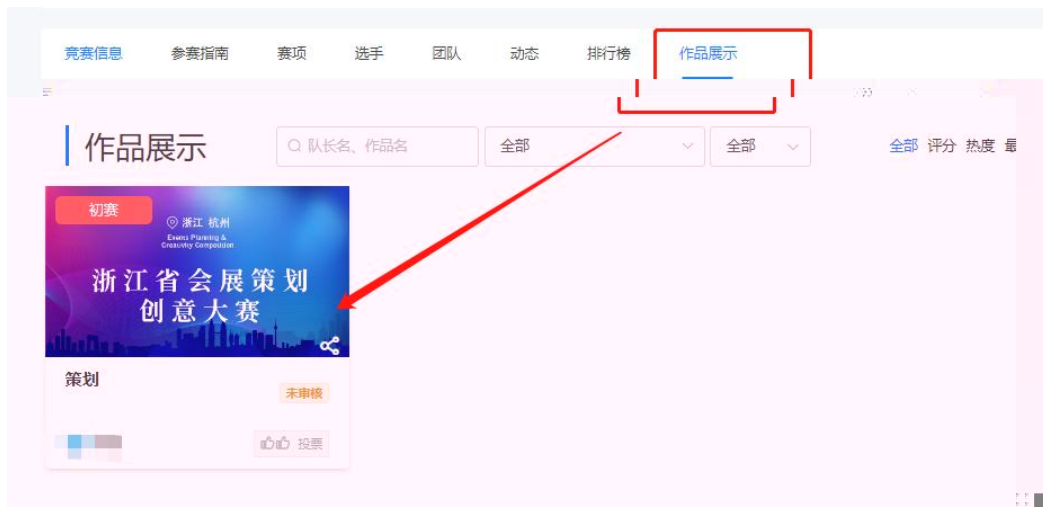 竞赛信息 参赛指南 赛项 选手 团队 动态 排行榜 作品展示
作品展示 队长名、作品名 全部 全部 全部 评分 热度 最
初赛
浙江 杭州
Events Planning &
Creativity Competition
浙江省会展策划
创意大赛
策划
未审核
投票